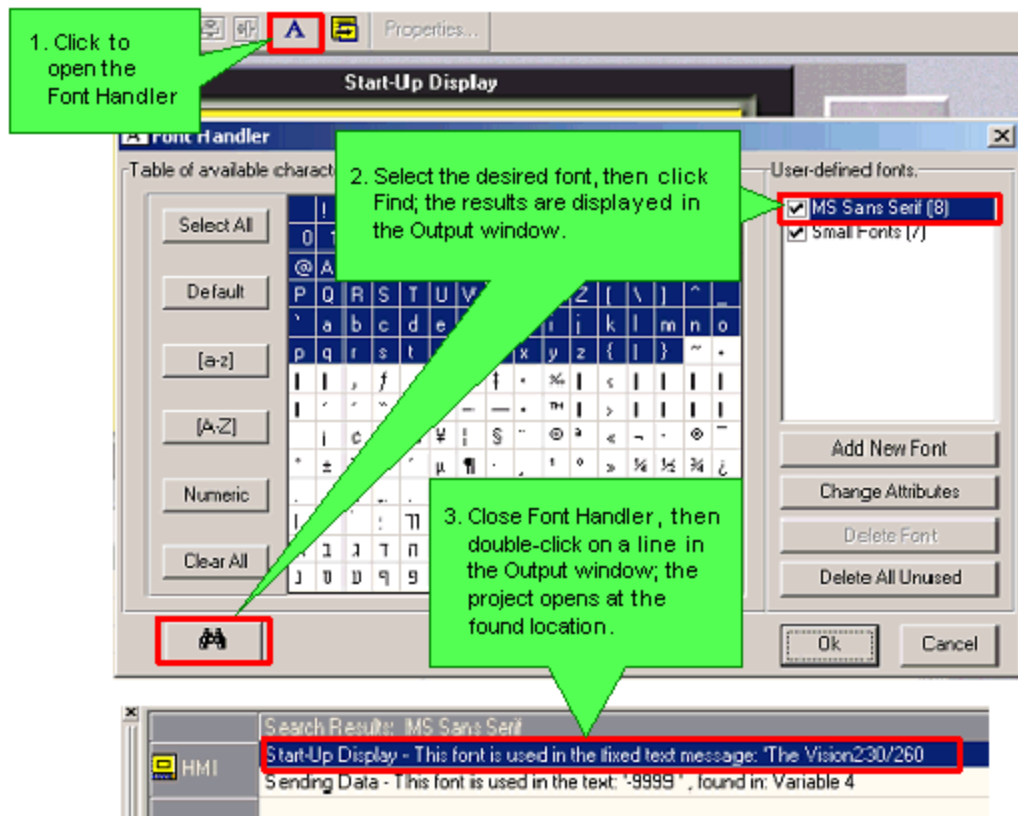 1. Click to
open the
Font Handler
Properties...
Start-Up Display
Font Handler
Table of available
2. Select the desired font, then click
Find; the results are displayed in
the Output window.
User-defined fonts.
MS Sans Serif (8)
Small Fonts (7)
Select All
Default
[a-z]
[A-Z]
Numeric
Clear All
@ A
P Q R S T U V Z [ \ ] ^ _
` a b c d e i j k l m n o
p q r s t x y z { | } ~
Add New Font
Change Attributes
Delete Font
Delete All Unused
3. Close Font Handler, then
double-click on a line in
the Output window; the
project opens at the
found location.
Ok
Cancel
Search Results: MS Sans Serif
HMI
Start-Up Display - This font is used in the fixed text message: 'The Vision230/260
Sending Data - This font is used in the text: '-9999 ' , found in: Variable 4